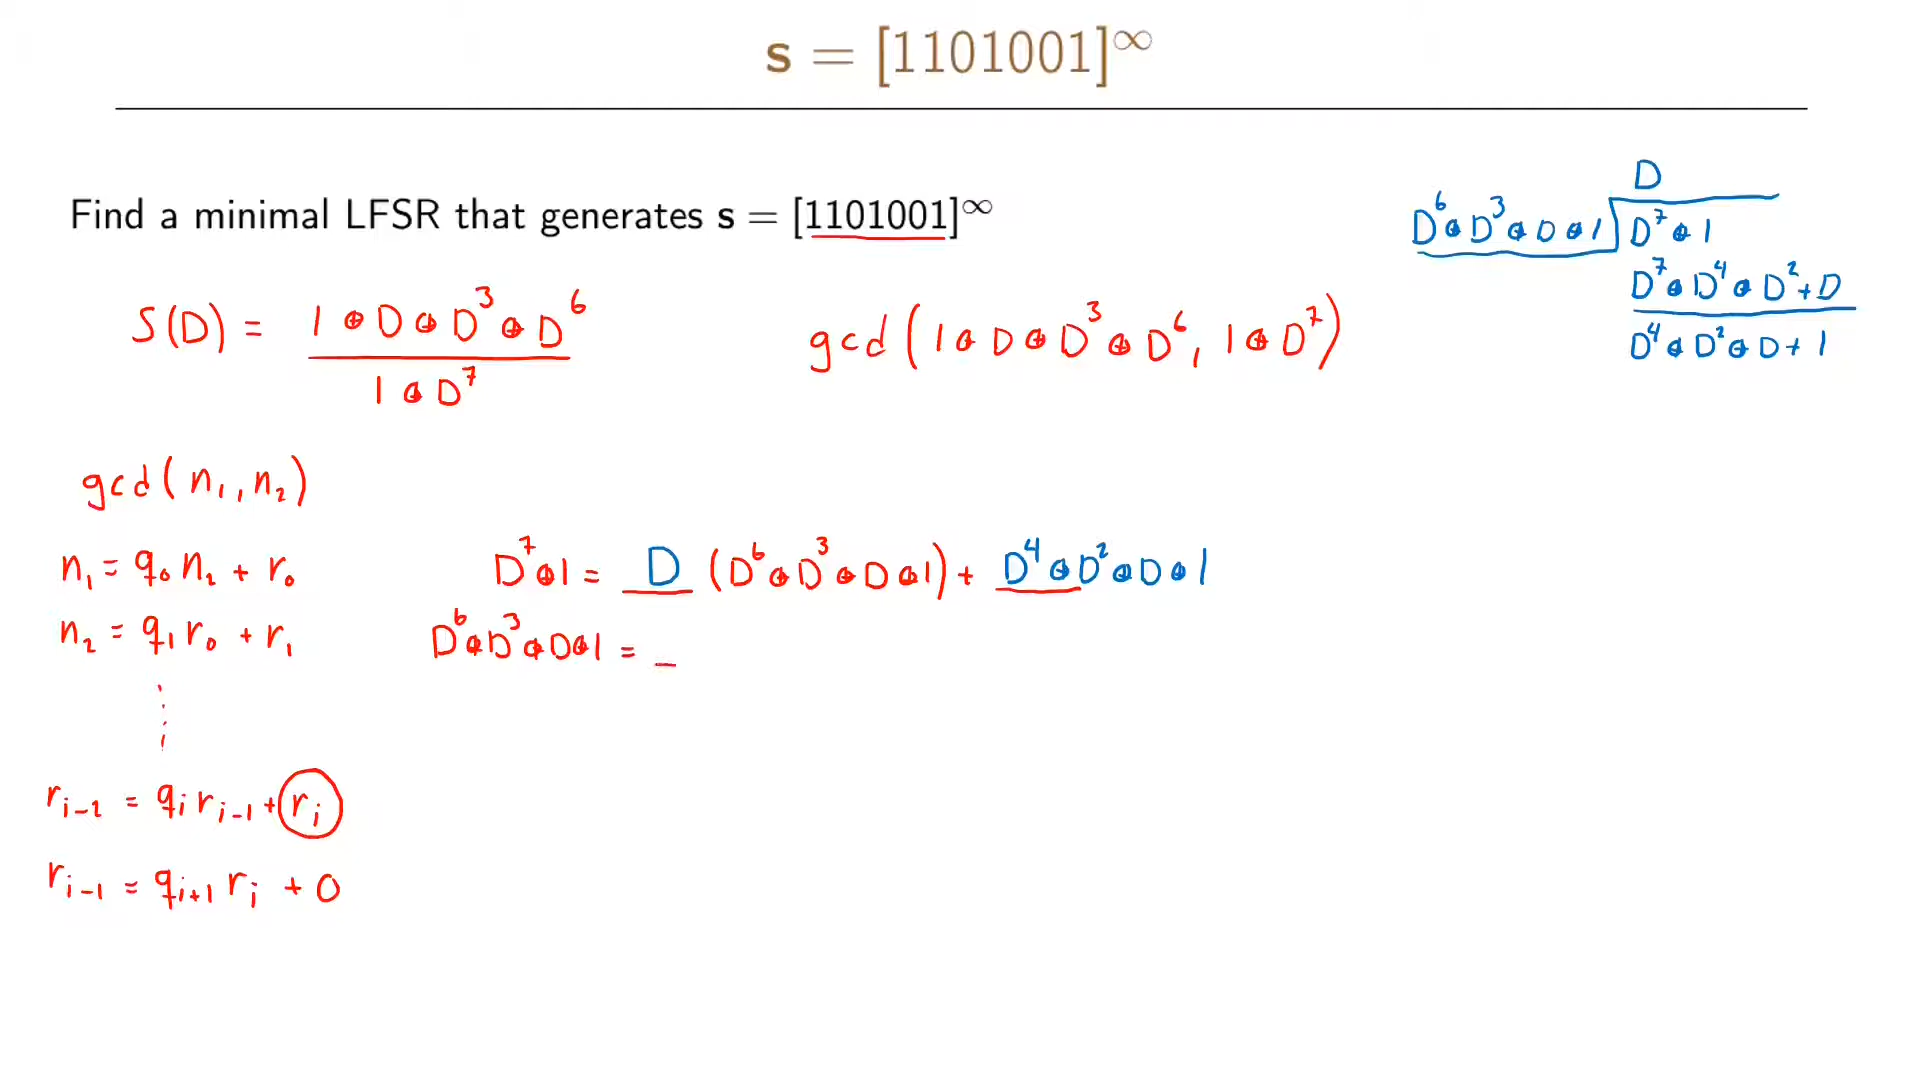 s = [1101001]^∞
Find a minimal LFSR that generates s = [1101001]^∞
S(D) = (1 ⊕ D ⊕ D^3 ⊕ D^6) / (1 ⊕ D^7)
gcd(1 ⊕ D ⊕ D^3 ⊕ D^6, 1 ⊕ D^7)
D
D^6 ⊕ D^3 ⊕ D ⊕ 1 ) D^7 ⊕ 1
D^7 ⊕ D^4 ⊕ D^2 + D
D^4 ⊕ D^2 ⊕ D + 1
gcd(n_1, n_2)
n_1 = q_0 n_2 + r_0
n_2 = q_1 r_0 + r_1
⋮
r_{i-2} = q_i r_{i-1} + r_i
r_{i-1} = q_{i+1} r_i + 0
D^7 ⊕ 1 = D (D^6 ⊕ D^3 ⊕ D ⊕ 1) + D^4 ⊕ D^2 ⊕ D ⊕ 1
D^6 ⊕ D^3 ⊕ D ⊕ 1 = _